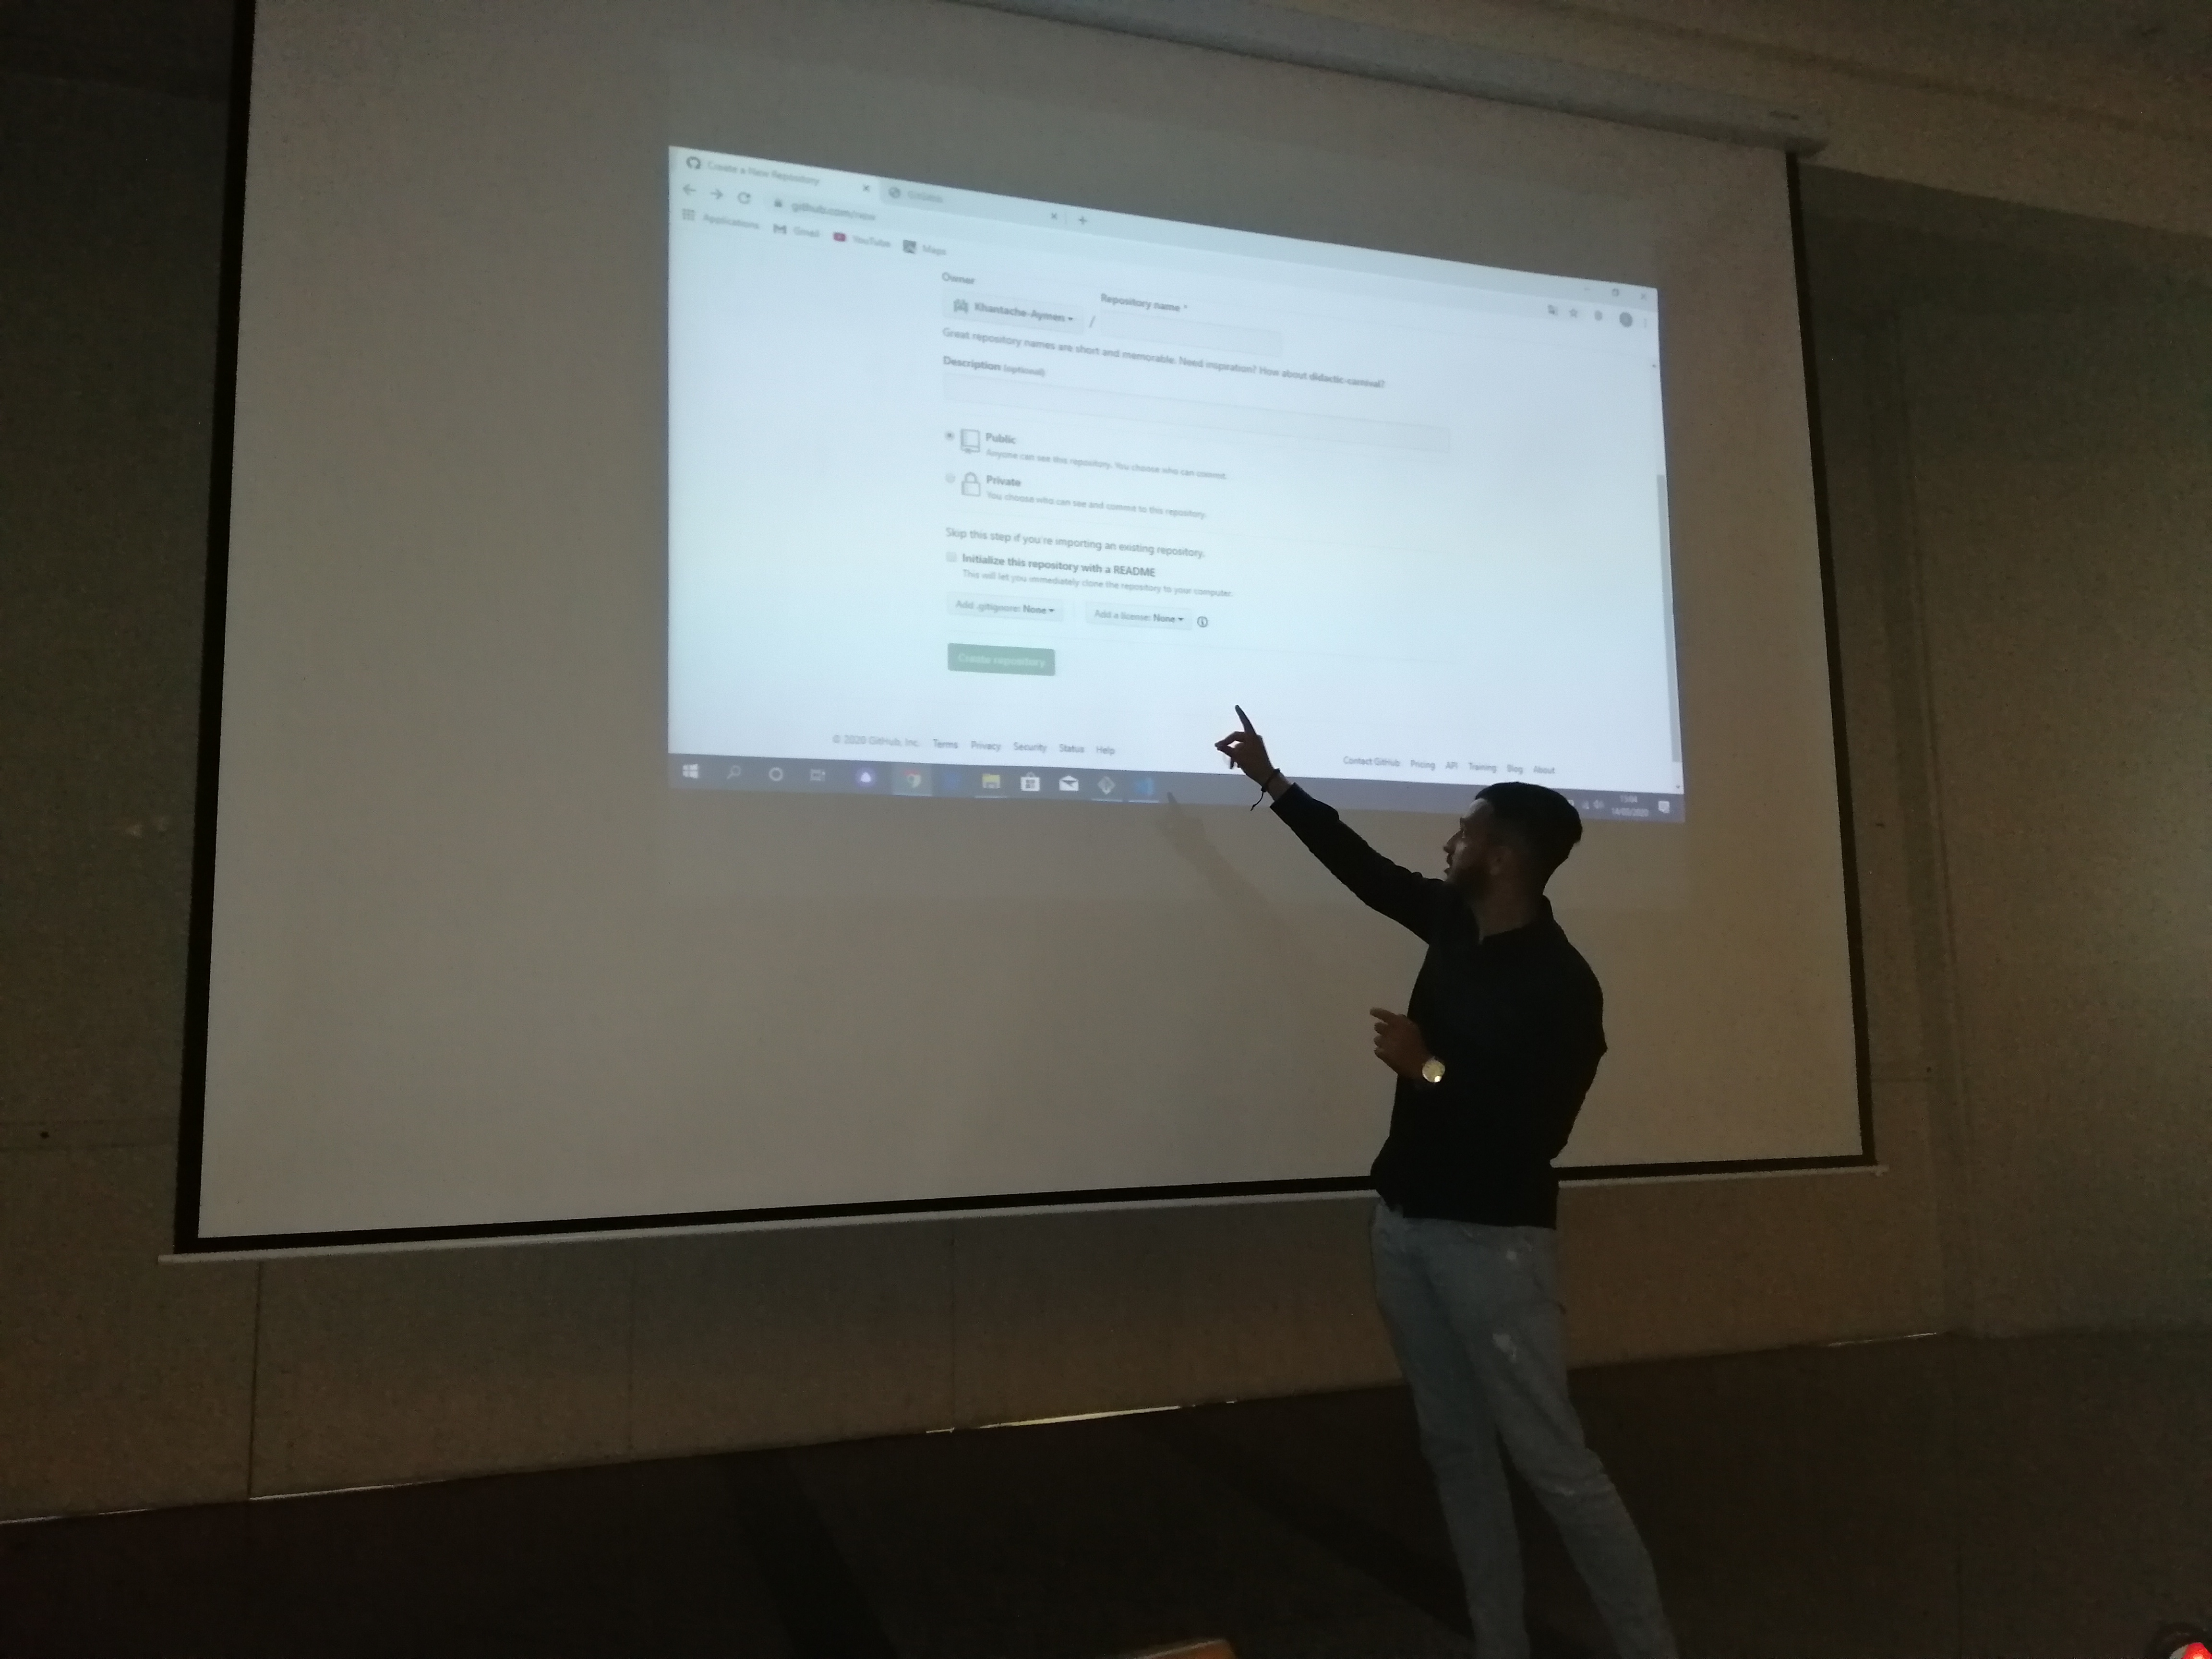 Create a New Repository
github.com/new
Applications Gmail YouTube Maps
Owner Repository name *
Khantache-Aymen /
Great repository names are short and memorable. Need inspiration? How about didactic-carnival?
Description (optional)
Public
Anyone can see this repository. You choose who can commit.
Private
You choose who can see and commit to this repository.
Skip this step if you're importing an existing repository.
Initialize this repository with a README
This will let you immediately clone the repository to your computer.
Add .gitignore: None Add a license: None
Create repository
© 2020 GitHub, Inc. Terms Privacy Security Status Help Contact GitHub Pricing API Training Blog About